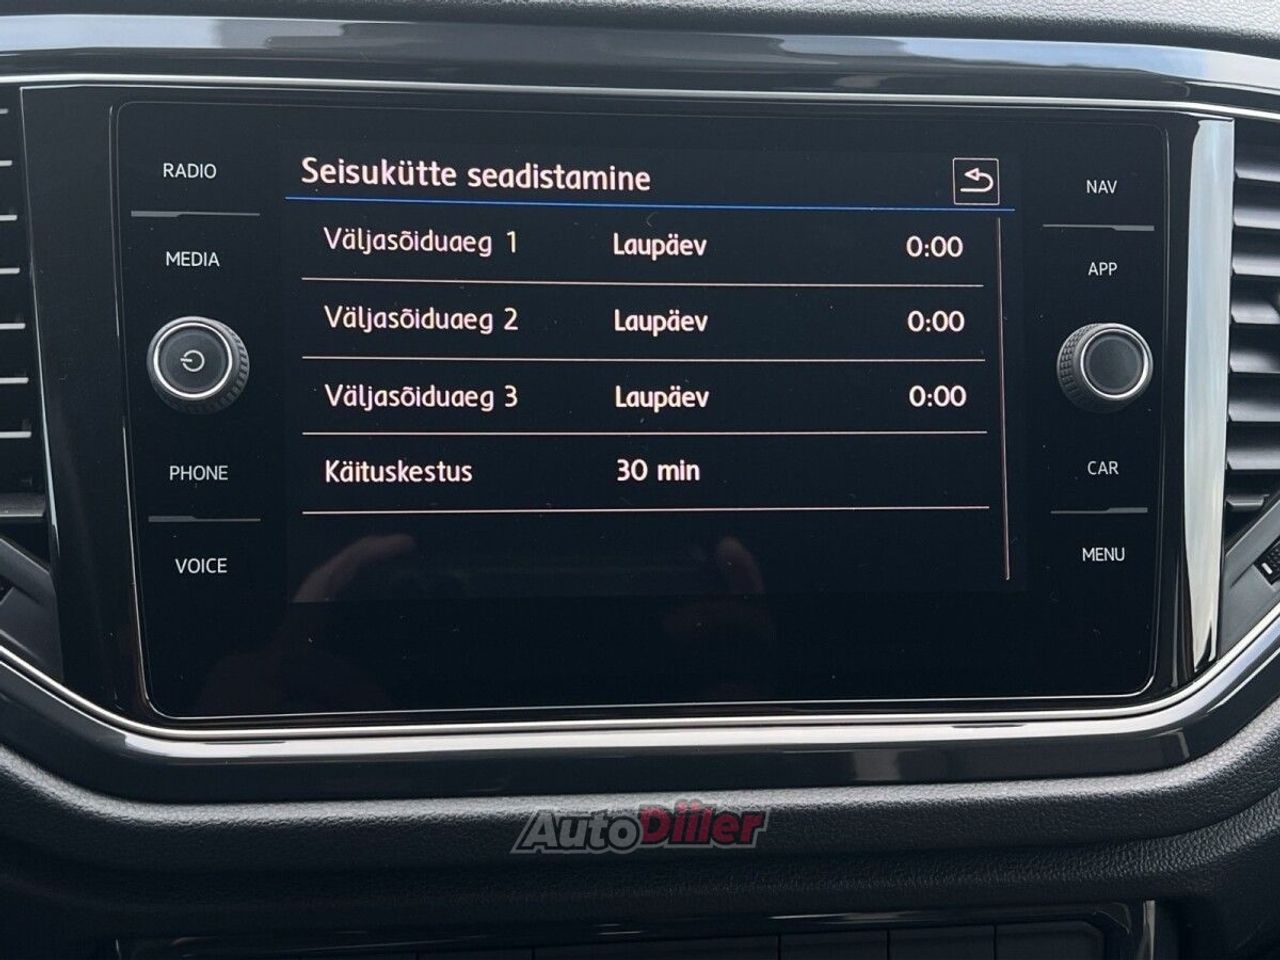 RADIO
MEDIA
PHONE
VOICE
Seisukütte seadistamine
Väljasõiduaeg 1 Laupäev 0:00
Väljasõiduaeg 2 Laupäev 0:00
Väljasõiduaeg 3 Laupäev 0:00
Käituskestus 30 min
NAV
APP
CAR
MENU
AutoDiiler